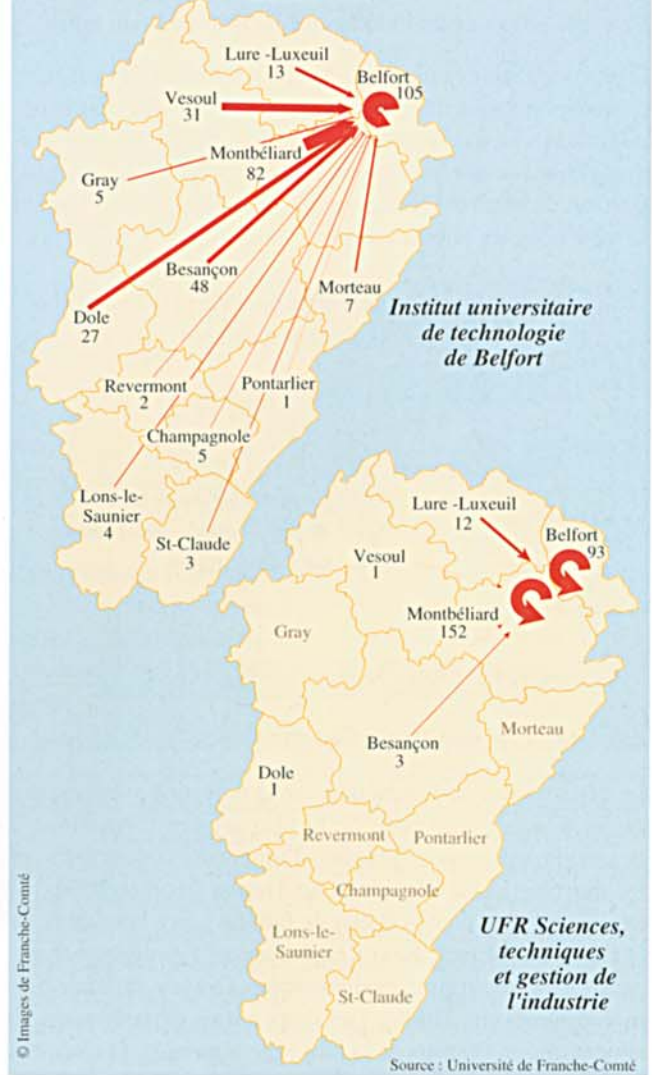 Lure -Luxeuil
13
Belfort
105
Vesoul
31
Montbéliard
82
Gray
5
Besançon
48
Morteau
7
Dole
27
Institut universitaire
de technologie
de Belfort
Revermont
2
Pontarlier
1
Champagnole
5
Lons-le-
Saunier
4
St-Claude
3
Lure -Luxeuil
12
Belfort
93
Vesoul
1
Montbéliard
152
Gray
Morteau
Besançon
3
Dole
1
Revermont
Pontarlier
Champagnole
Lons-le-
Saunier
St-Claude
UFR Sciences,
techniques
et gestion de
l'industrie
© Images de Franche-Comté
Source : Université de Franche-Comté